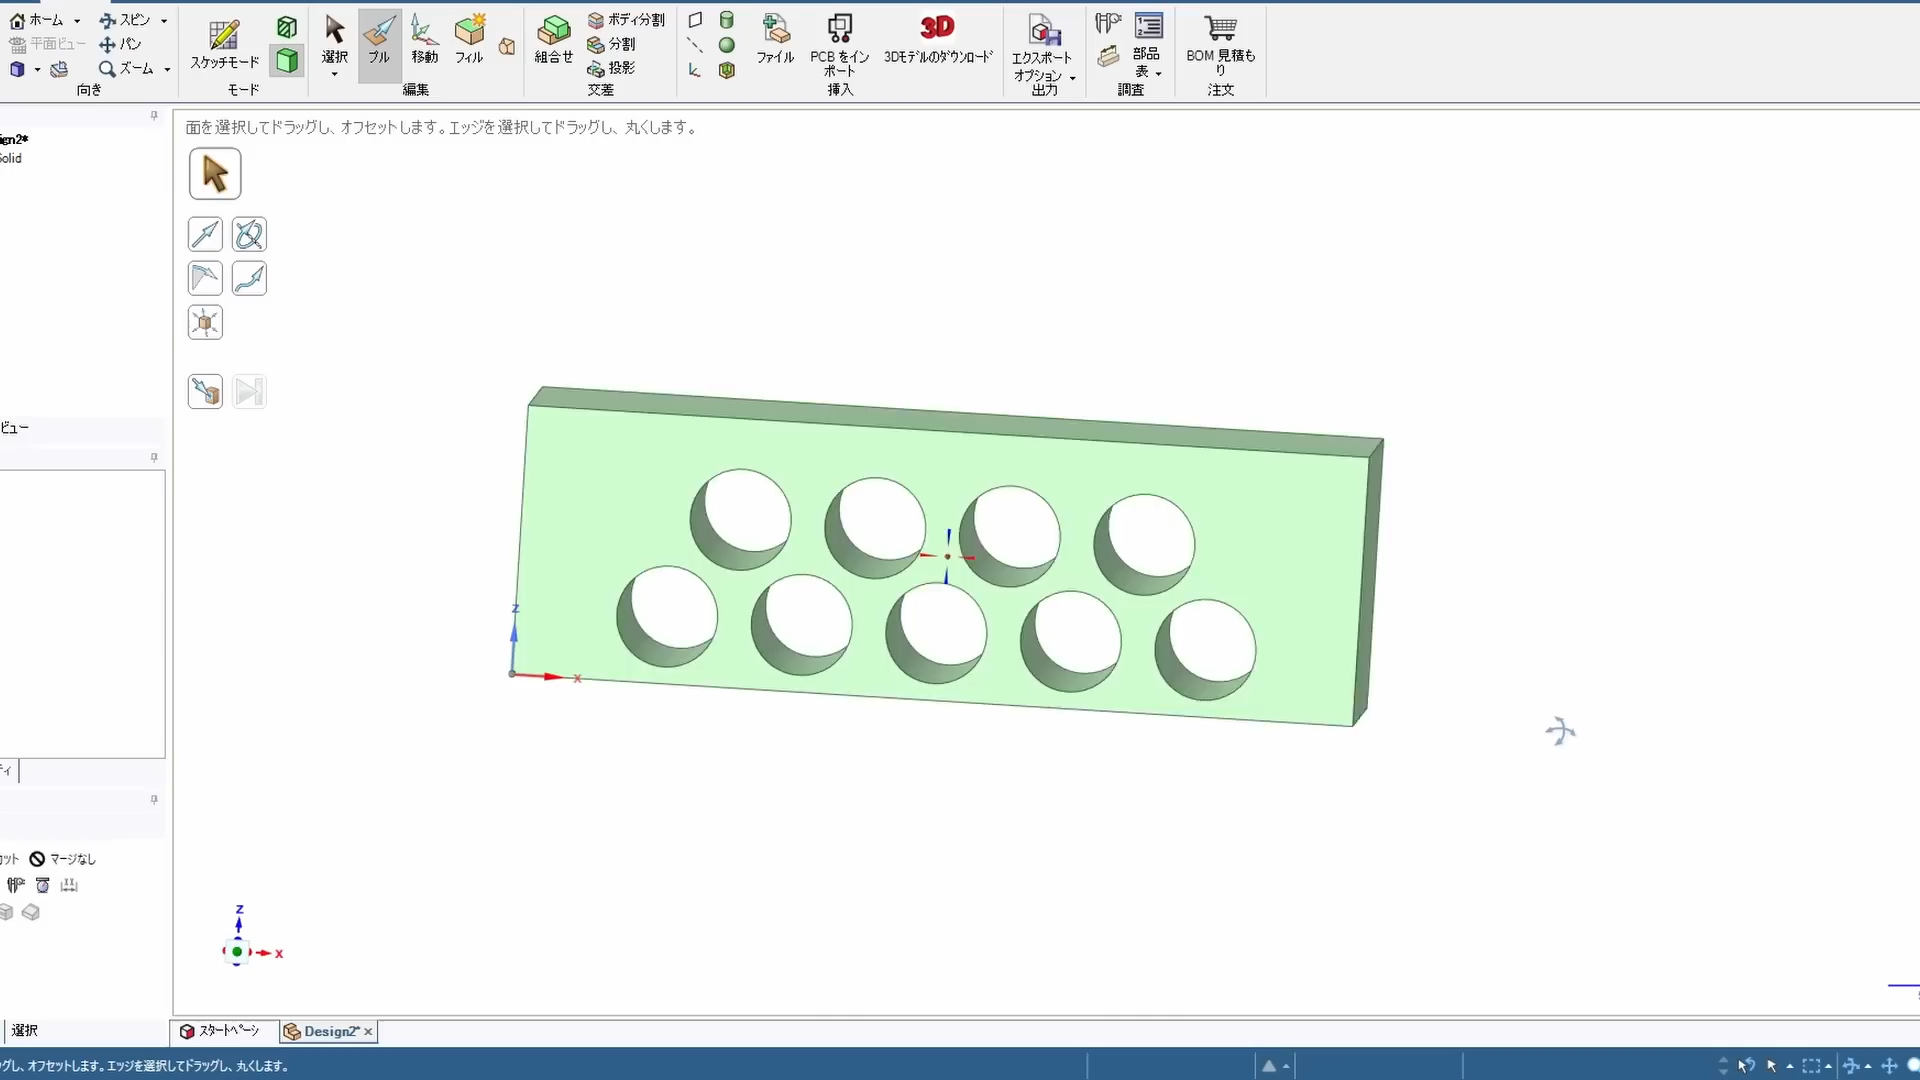 ホーム
スピン
平面ビュー
パン
ズーム
向き
スケッチモード
モード
選択
プル
移動
フィル
編集
組合せ
ボディ分割
分割
投影
交差
ファイル
PCB をイン
ポート
3D
3Dモデルのダウンロード
挿入
エクスポート
オプション
出力
部品
表
調査
BOM 見積も
り
注文
ign2*
Solid
面を選択してドラッグし、オフセットします。エッジを選択してドラッグし、丸くします。
ビュー
ティ
カット
マージなし
Z
X
Z
X
選択
スタートページ
Design2*
グし、オフセットします。エッジを選択してドラッグし、丸くします。